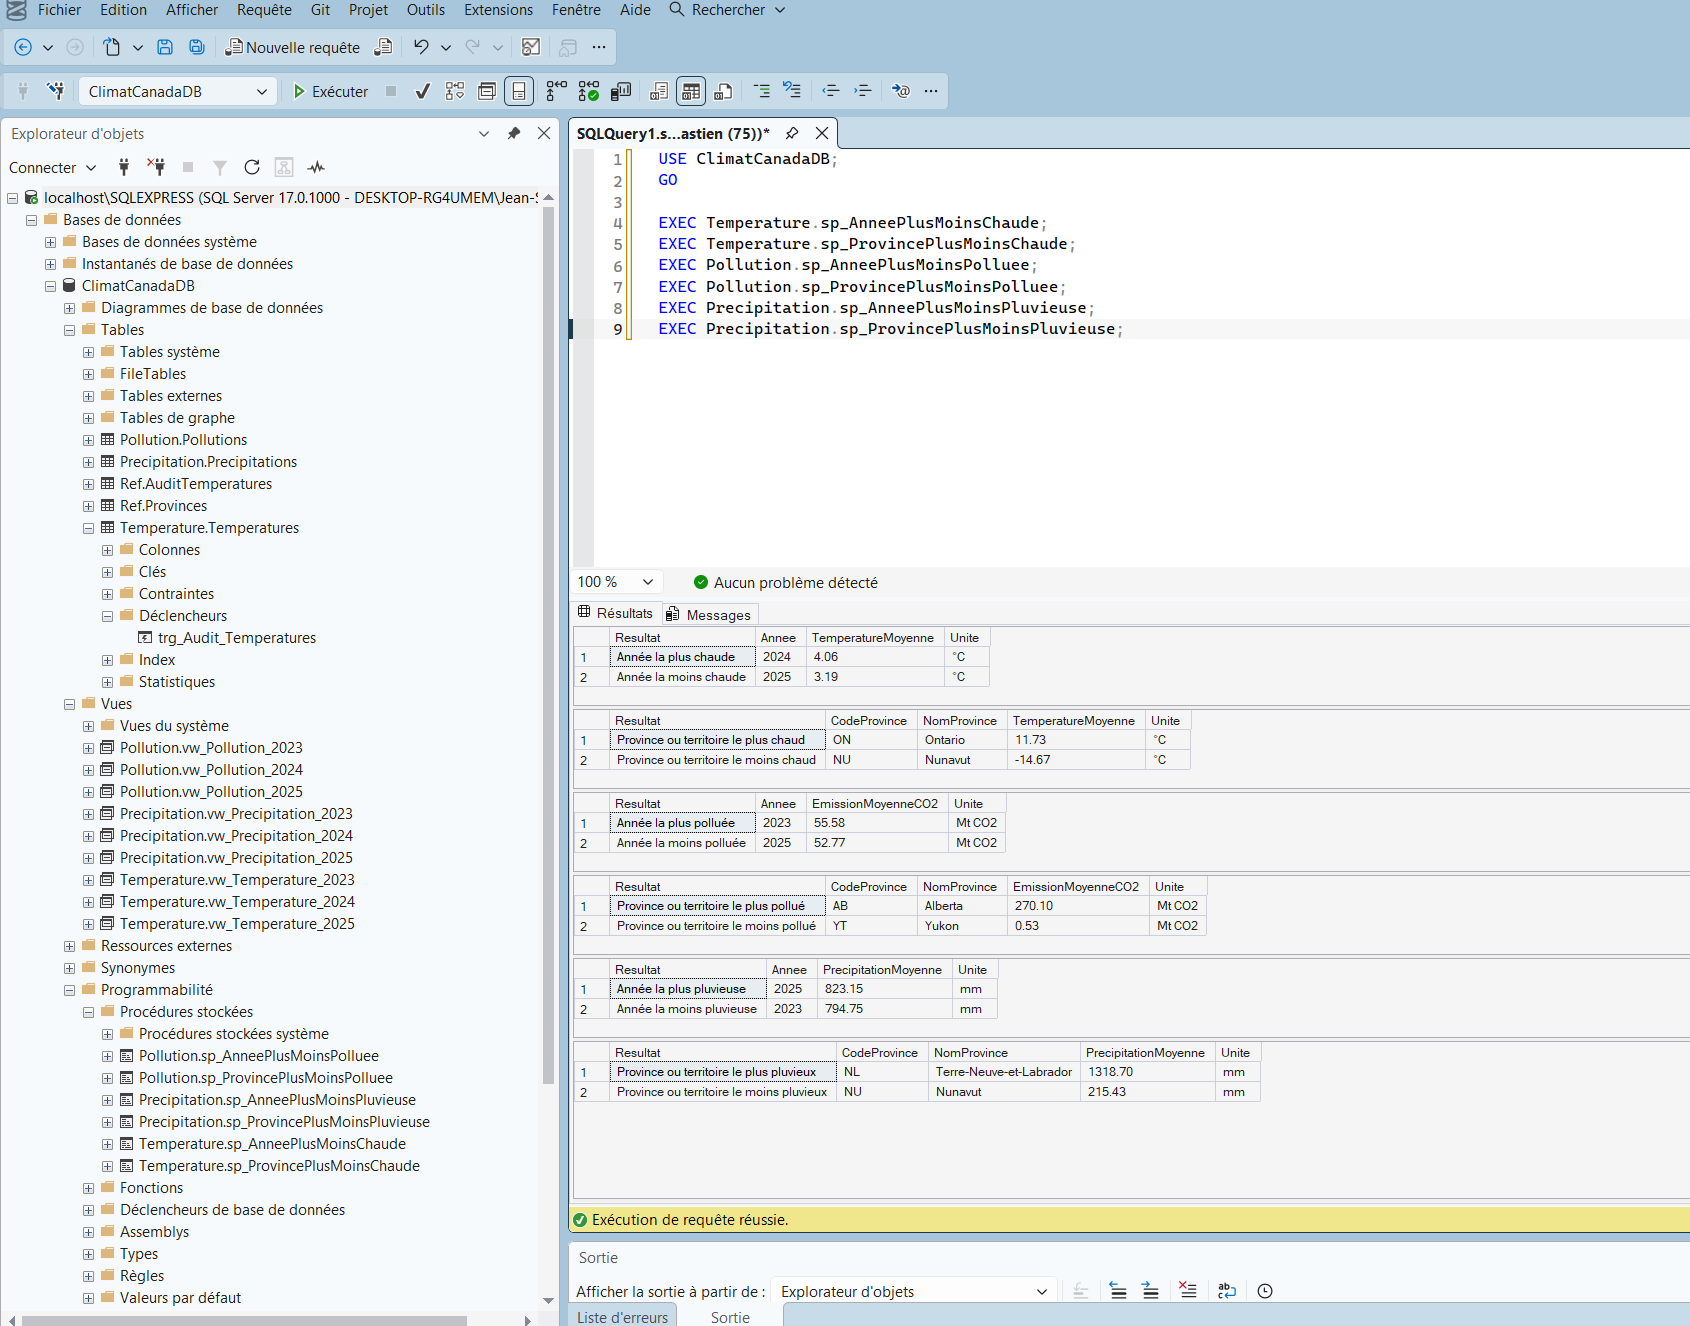 Fichier Edition Afficher Requête Git Projet Outils Extensions Fenêtre Aide Rechercher
Nouvelle requête
ClimatCanadaDB Exécuter
Explorateur d'objets
Connecter
localhost\SQLEXPRESS (SQL Server 17.0.1000 - DESKTOP-RG4UMEM\Jean-S
Bases de données
Bases de données système
Instantanés de base de données
ClimatCanadaDB
Diagrammes de base de données
Tables
Tables système
FileTables
Tables externes
Tables de graphe
Pollution.Pollutions
Precipitation.Precipitations
Ref.AuditTemperatures
Ref.Provinces
Temperature.Temperatures
Colonnes
Clés
Contraintes
Déclencheurs
trg_Audit_Temperatures
Index
Statistiques
Vues
Vues du système
Pollution.vw_Pollution_2023
Pollution.vw_Pollution_2024
Pollution.vw_Pollution_2025
Precipitation.vw_Precipitation_2023
Precipitation.vw_Precipitation_2024
Precipitation.vw_Precipitation_2025
Temperature.vw_Temperature_2023
Temperature.vw_Temperature_2024
Temperature.vw_Temperature_2025
Ressources externes
Synonymes
Programmabilité
Procédures stockées
Procédures stockées système
Pollution.sp_AnneePlusMoinsPolluee
Pollution.sp_ProvincePlusMoinsPolluee
Precipitation.sp_AnneePlusMoinsPluvieuse
Precipitation.sp_ProvincePlusMoinsPluvieuse
Temperature.sp_AnneePlusMoinsChaude
Temperature.sp_ProvincePlusMoinsChaude
Fonctions
Déclencheurs de base de données
Assemblys
Types
Règles
Valeurs par défaut
SQLQuery1.s...astien (75))*
1 USE ClimatCanadaDB;
2 GO
3
4 EXEC Temperature.sp_AnneePlusMoinsChaude;
5 EXEC Temperature.sp_ProvincePlusMoinsChaude;
6 EXEC Pollution.sp_AnneePlusMoinsPolluee;
7 EXEC Pollution.sp_ProvincePlusMoinsPolluee;
8 EXEC Precipitation.sp_AnneePlusMoinsPluvieuse;
9 EXEC Precipitation.sp_ProvincePlusMoinsPluvieuse;
100 % Aucun problème détecté
Résultats Messages
Resultat Annee TemperatureMoyenne Unite
1 Année la plus chaude 2024 4.06 °C
2 Année la moins chaude 2025 3.19 °C
Resultat CodeProvince NomProvince TemperatureMoyenne Unite
1 Province ou territoire le plus chaud ON Ontario 11.73 °C
2 Province ou territoire le moins chaud NU Nunavut -14.67 °C
Resultat Annee EmissionMoyenneCO2 Unite
1 Année la plus polluée 2023 55.58 Mt CO2
2 Année la moins polluée 2025 52.77 Mt CO2
Resultat CodeProvince NomProvince EmissionMoyenneCO2 Unite
1 Province ou territoire le plus pollué AB Alberta 270.10 Mt CO2
2 Province ou territoire le moins pollué YT Yukon 0.53 Mt CO2
Resultat Annee PrecipitationMoyenne Unite
1 Année la plus pluvieuse 2025 823.15 mm
2 Année la moins pluvieuse 2023 794.75 mm
Resultat CodeProvince NomProvince PrecipitationMoyenne Unite
1 Province ou territoire le plus pluvieux NL Terre-Neuve-et-Labrador 1318.70 mm
2 Province ou territoire le moins pluvieux NU Nunavut 215.43 mm
Exécution de requête réussie.
Sortie
Afficher la sortie à partir de : Explorateur d'objets
Liste d'erreurs Sortie